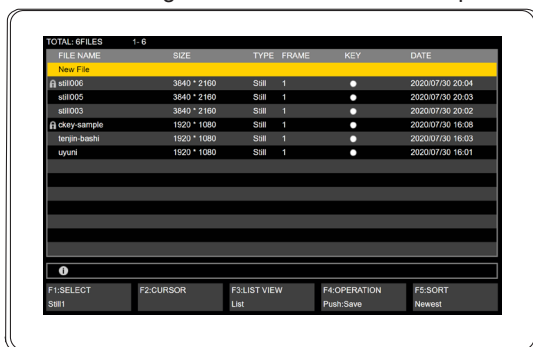 TOTAL: 6FILES 1- 6
FILE NAME SIZE TYPE FRAME KEY DATE
New File
still006 3840 * 2160 Still 1 2020/07/30 20:04
still005 3840 * 2160 Still 1 2020/07/30 20:03
still003 3840 * 2160 Still 1 2020/07/30 20:02
ckey-sample 1920 * 1080 Still 1 2020/07/30 16:08
tenjin-bashi 1920 * 1080 Still 1 2020/07/30 16:03
uyuni 1920 * 1080 Still 1 2020/07/30 16:01
F1:SELECT F2:CURSOR F3:LIST VIEW F4:OPERATION F5:SORT
Still1 List Push:Save Newest